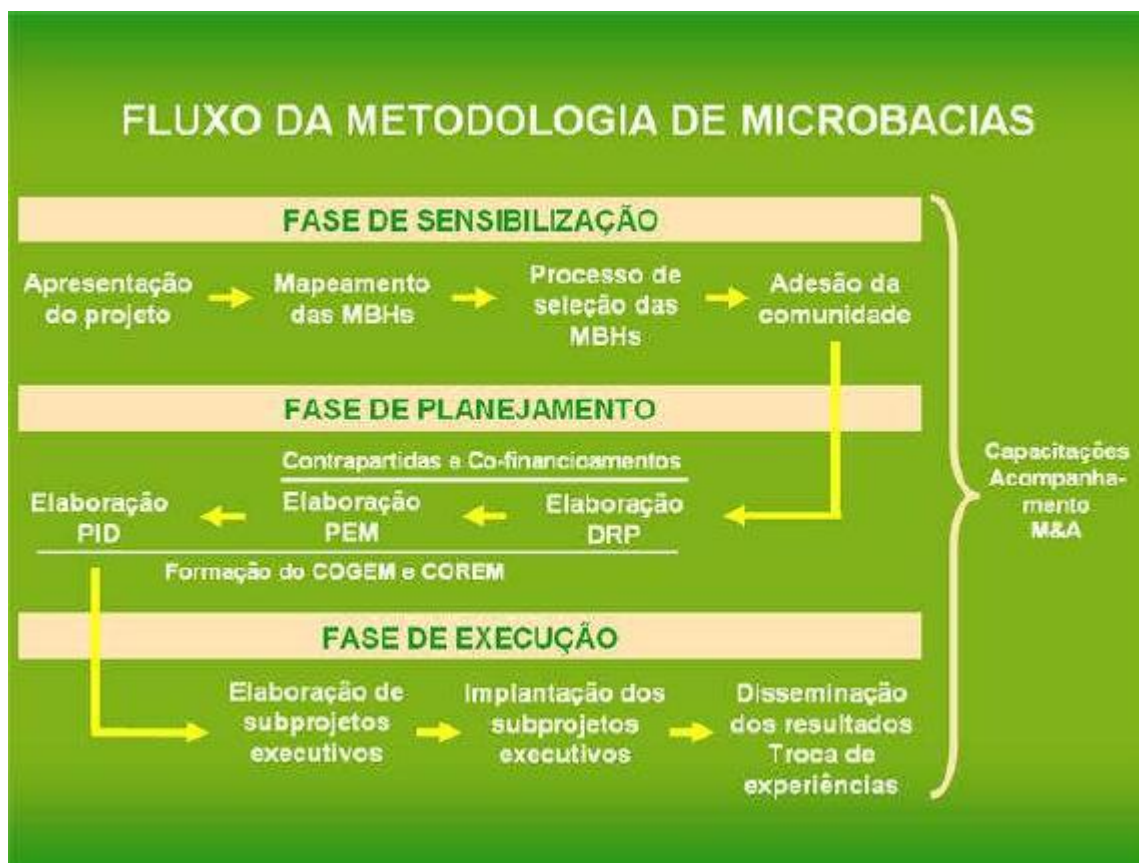 FLUXO DA METODOLOGIA DE MICROBACIAS
FASE DE SENSIBILIZAÇÃO
Apresentação
do projeto
Mapeamento
das MBHs
Processo de
seleção das
MBHs
Adesão da
comunidade
FASE DE PLANEJAMENTO
Contrapartidas e Co-financiamentos
Elaboração
PID
Elaboração
PEM
Elaboração
DRP
Formação do COGEM e COREM
FASE DE EXECUÇÃO
Elaboração de
subprojetos
executivos
Implantação dos
subprojetos
executivos
Disseminação
dos resultados
Troca de
experiências
Capacitações
Acompanha-
mento
M&A